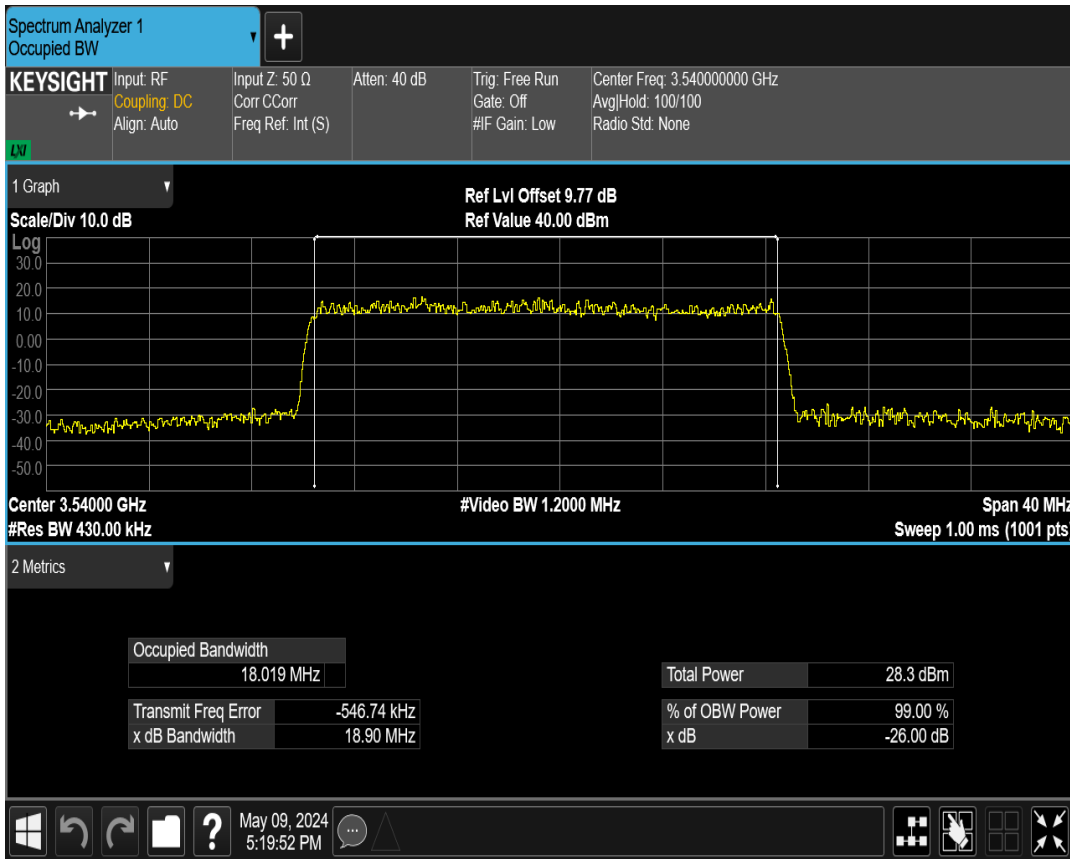 Spectrum Analyzer 1
Occupied BW
+
KEYSIGHT
LXI
Input: RF
Coupling: DC
Align: Auto
Input Z: 50 Ω
Corr CCorr
Freq Ref: Int (S)
Atten: 40 dB
Trig: Free Run
Gate: Off
#IF Gain: Low
Center Freq: 3.540000000 GHz
Avg|Hold: 100/100
Radio Std: None
1 Graph
Scale/Div 10.0 dB
Ref Lvl Offset 9.77 dB
Ref Value 40.00 dBm
Log
30.0
20.0
10.0
0.00
-10.0
-20.0
-30.0
-40.0
-50.0
Center 3.54000 GHz
#Video BW 1.2000 MHz
Span 40 MHz
#Res BW 430.00 kHz
Sweep 1.00 ms (1001 pts)
2 Metrics
Occupied Bandwidth
18.019 MHz
Total Power 28.3 dBm
Transmit Freq Error -546.74 kHz
% of OBW Power 99.00 %
x dB Bandwidth 18.90 MHz
x dB -26.00 dB
?
May 09, 2024
5:19:52 PM